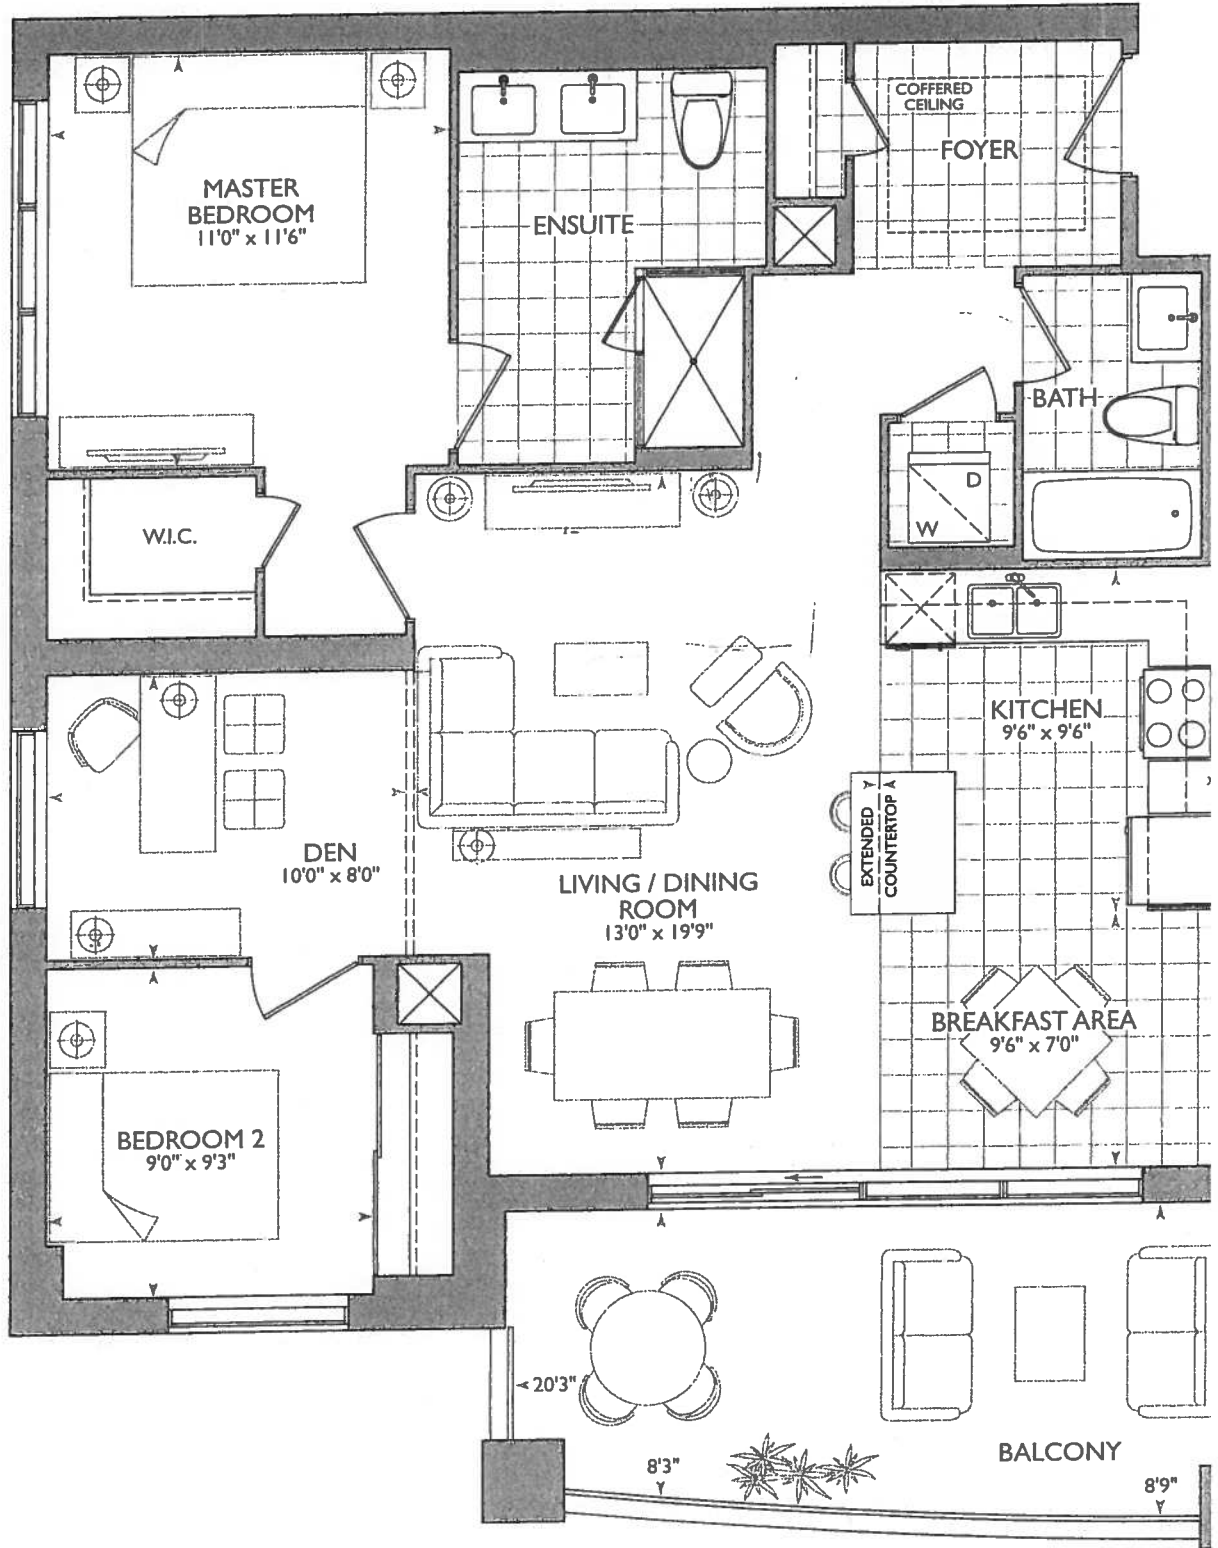 COFFERED
CEILING
FOYER
MASTER
BEDROOM
11'0" x 11'6"
ENSUITE
BATH
W.I.C.
D
W
KITCHEN
9'6" x 9'6"
EXTENDED
COUNTERTOP
DEN
10'0" x 8'0"
LIVING / DINING
ROOM
13'0" x 19'9"
BREAKFAST AREA
9'6" x 7'0"
BEDROOM 2
9'0" x 9'3"
20'3"
BALCONY
8'3"
8'9"